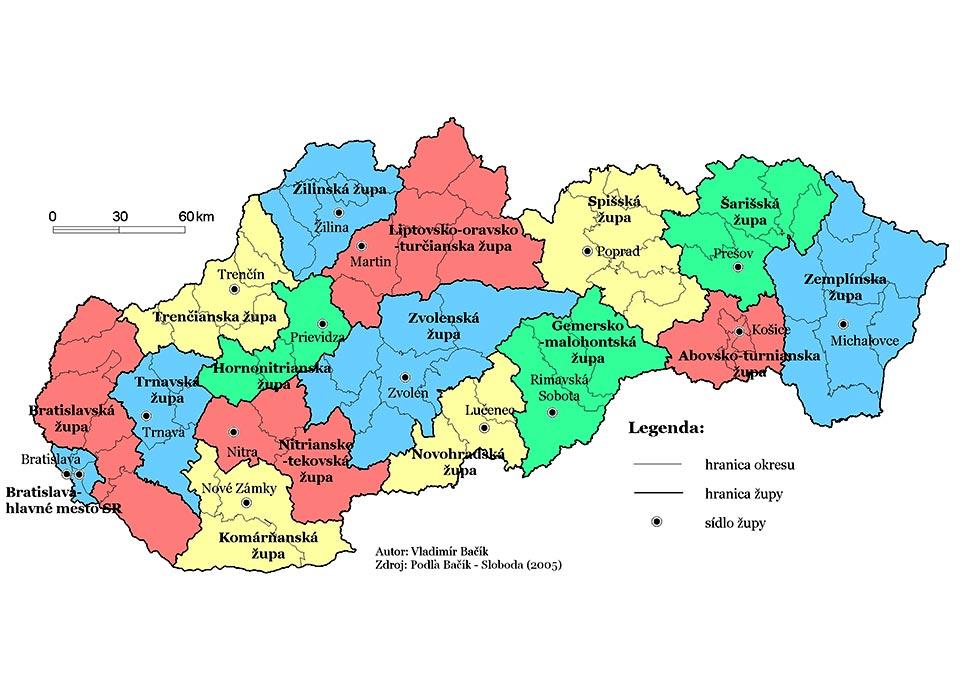 0 30 60 km
Žilinská župa
Žilina
Liptovsko-oravsko
-turčianska župa
Martin
Spišská
župa
Poprad
Šarišská
župa
Prešov
Zemplínska
župa
Michalovce
Trenčín
Trenčianska župa
Prievidza
Hornonitrianska
župa
Zvolenská
župa
Zvolén
Gemersko
-malohontská
župa
Rimavská
Sobota
Košice
Abovsko-turnianska
župa
Bratislavská
župa
Trnavská
župa
Trnava
Nitra
Nitriansko
-tekovská
župa
Lučenec
Novohradská
župa
Bratislava
Bratislava-
hlavné mesto SR
Nové Zámky
Komárňanská
župa
Legenda:
hranica okresu
hranica župy
sídlo župy
Autor: Vladimír Bačík
Zdroj: Podľa Bačík - Sloboda (2005)